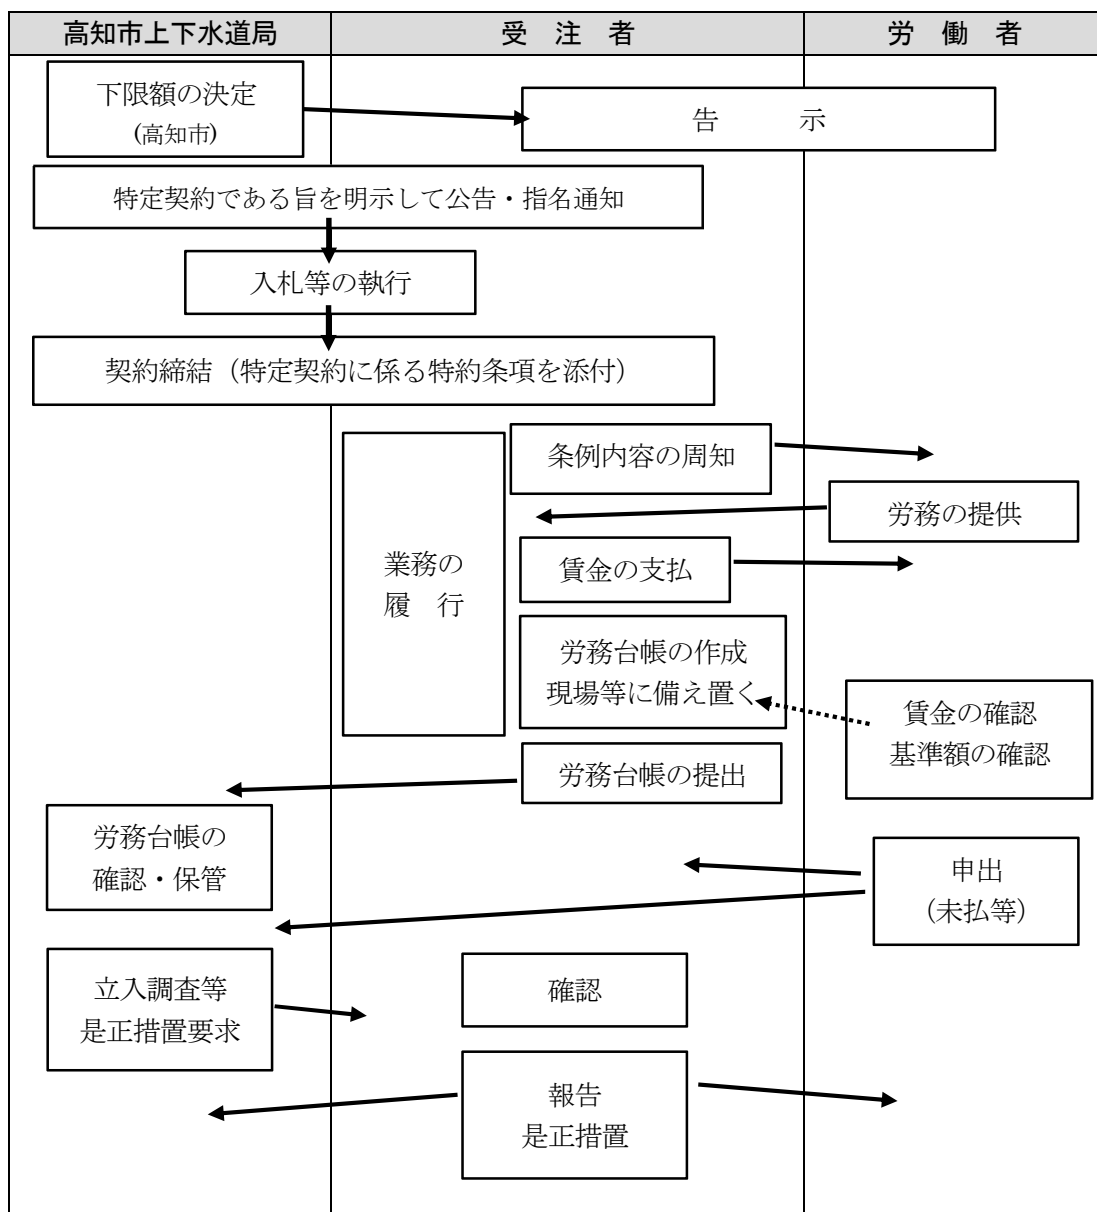 高知市上下水道局
受　注　者
労　働　者
下限額の決定
(高知市)
告　　　示
特定契約である旨を明示して公告・指名通知
入札等の執行
契約締結（特定契約に係る特約条項を添付）
条例内容の周知
労務の提供
業務の
履　行
賃金の支払
労務台帳の作成
現場等に備え置く
賃金の確認
基準額の確認
労務台帳の提出
労務台帳の
確認・保管
申出
（未払等）
立入調査等
是正措置要求
確認
報告
是正措置